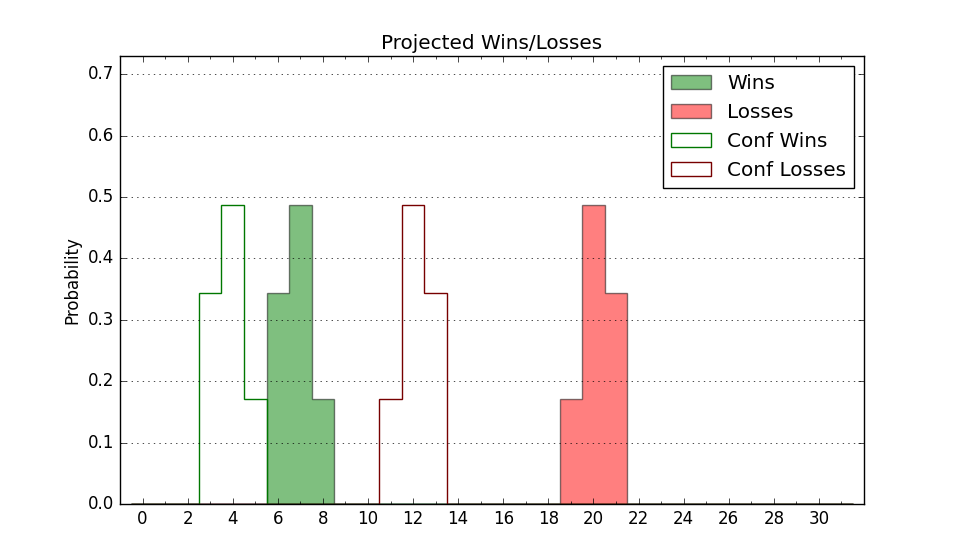 Projected Wins/Losses
Probability
0.7
0.6
0.5
0.4
0.3
0.2
0.1
0.0
0 2 4 6 8 10 12 14 16 18 20 22 24 26 28 30
Wins
Losses
Conf Wins
Conf Losses